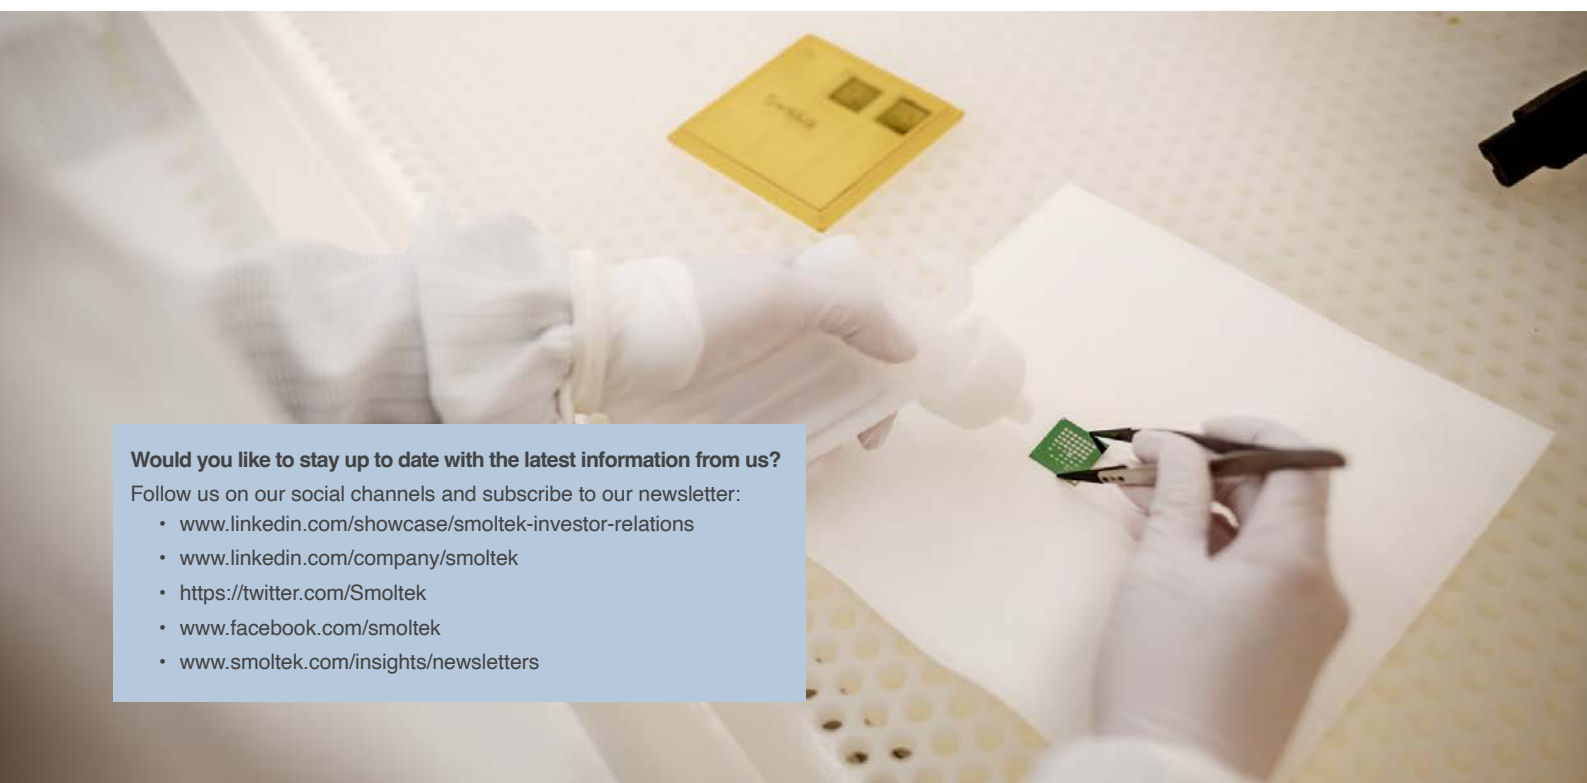 Would you like to stay up to date with the latest information from us?
Follow us on our social channels and subscribe to our newsletter:
• www.linkedin.com/showcase/smoltek-investor-relations
• www.linkedin.com/company/smoltek
• https://twitter.com/Smoltek
• www.facebook.com/smoltek
• www.smoltek.com/insights/newsletters